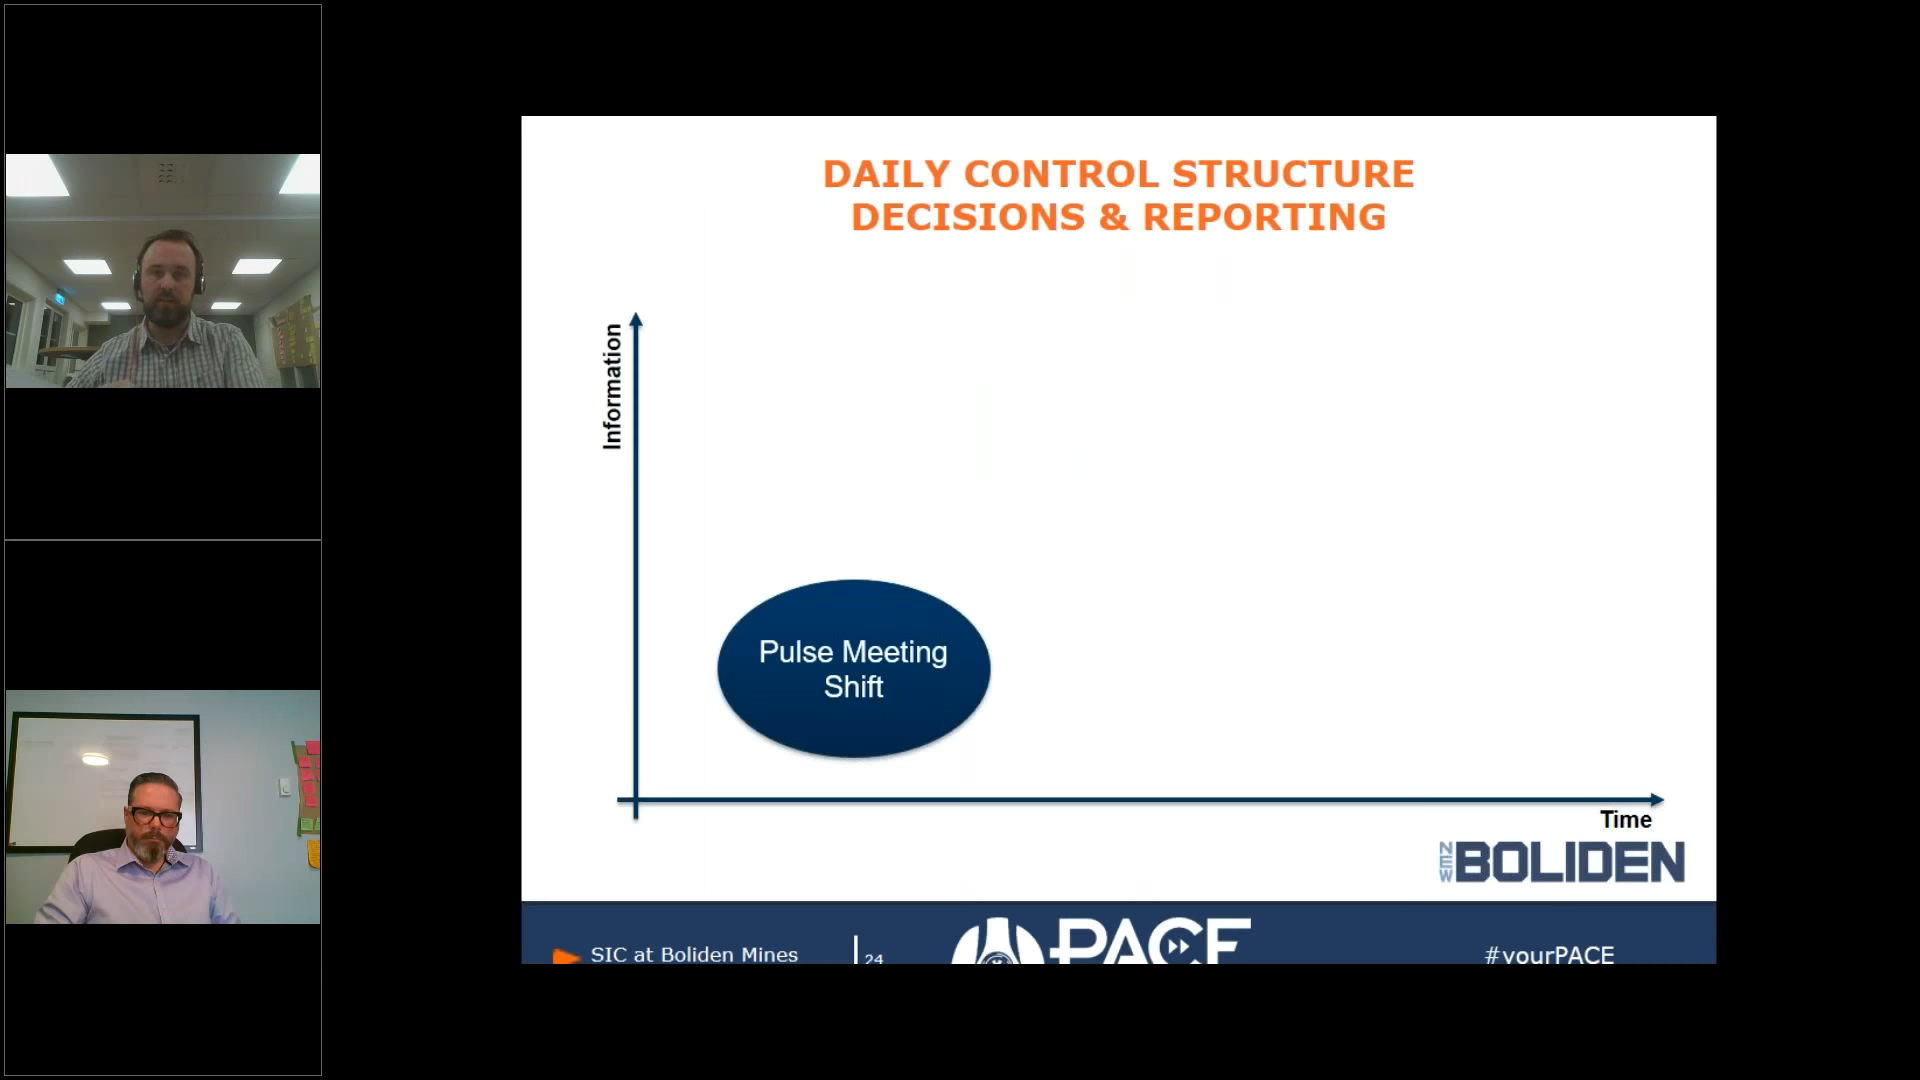 DAILY CONTROL STRUCTURE
DECISIONS & REPORTING
Information
Pulse Meeting
Shift
Time
NEW BOLIDEN
SIC at Boliden Mines
24
PACE
#yourPACE